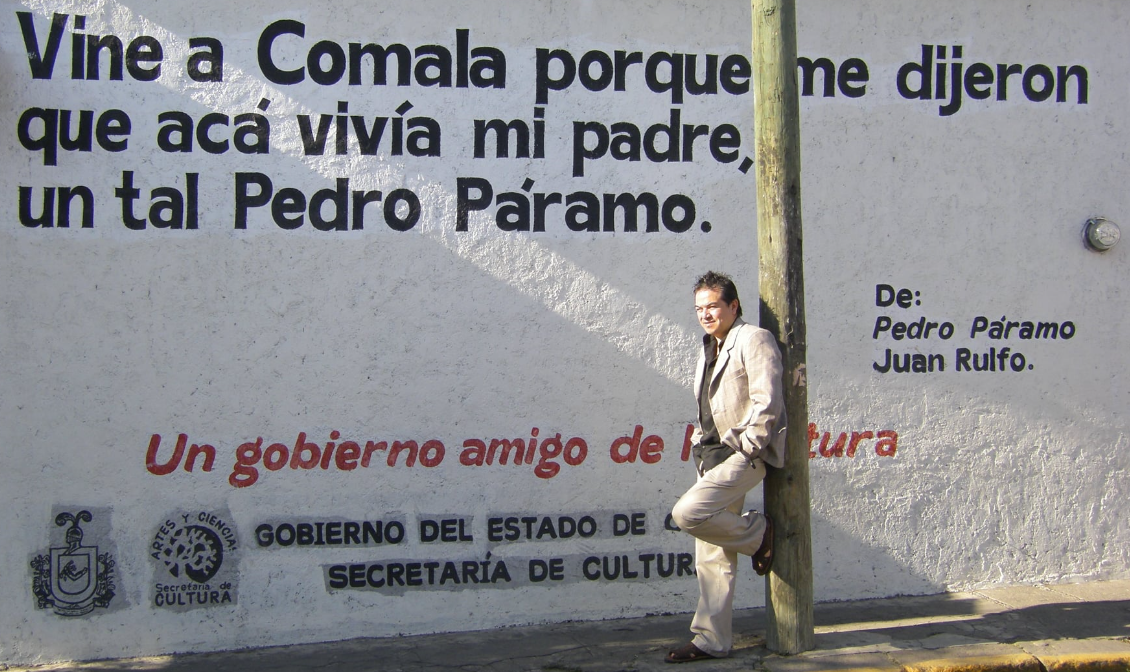 Vine a Comala porque me dijeron
que acá vivía mi padre,
un tal Pedro Páramo.
De:
Pedro Páramo
Juan Rulfo.
Un gobierno amigo de
GOBIERNO DEL ESTADO DE
SECRETARÍA DE
ARTES Y CIENCIA
Secretaría de
CULTURA